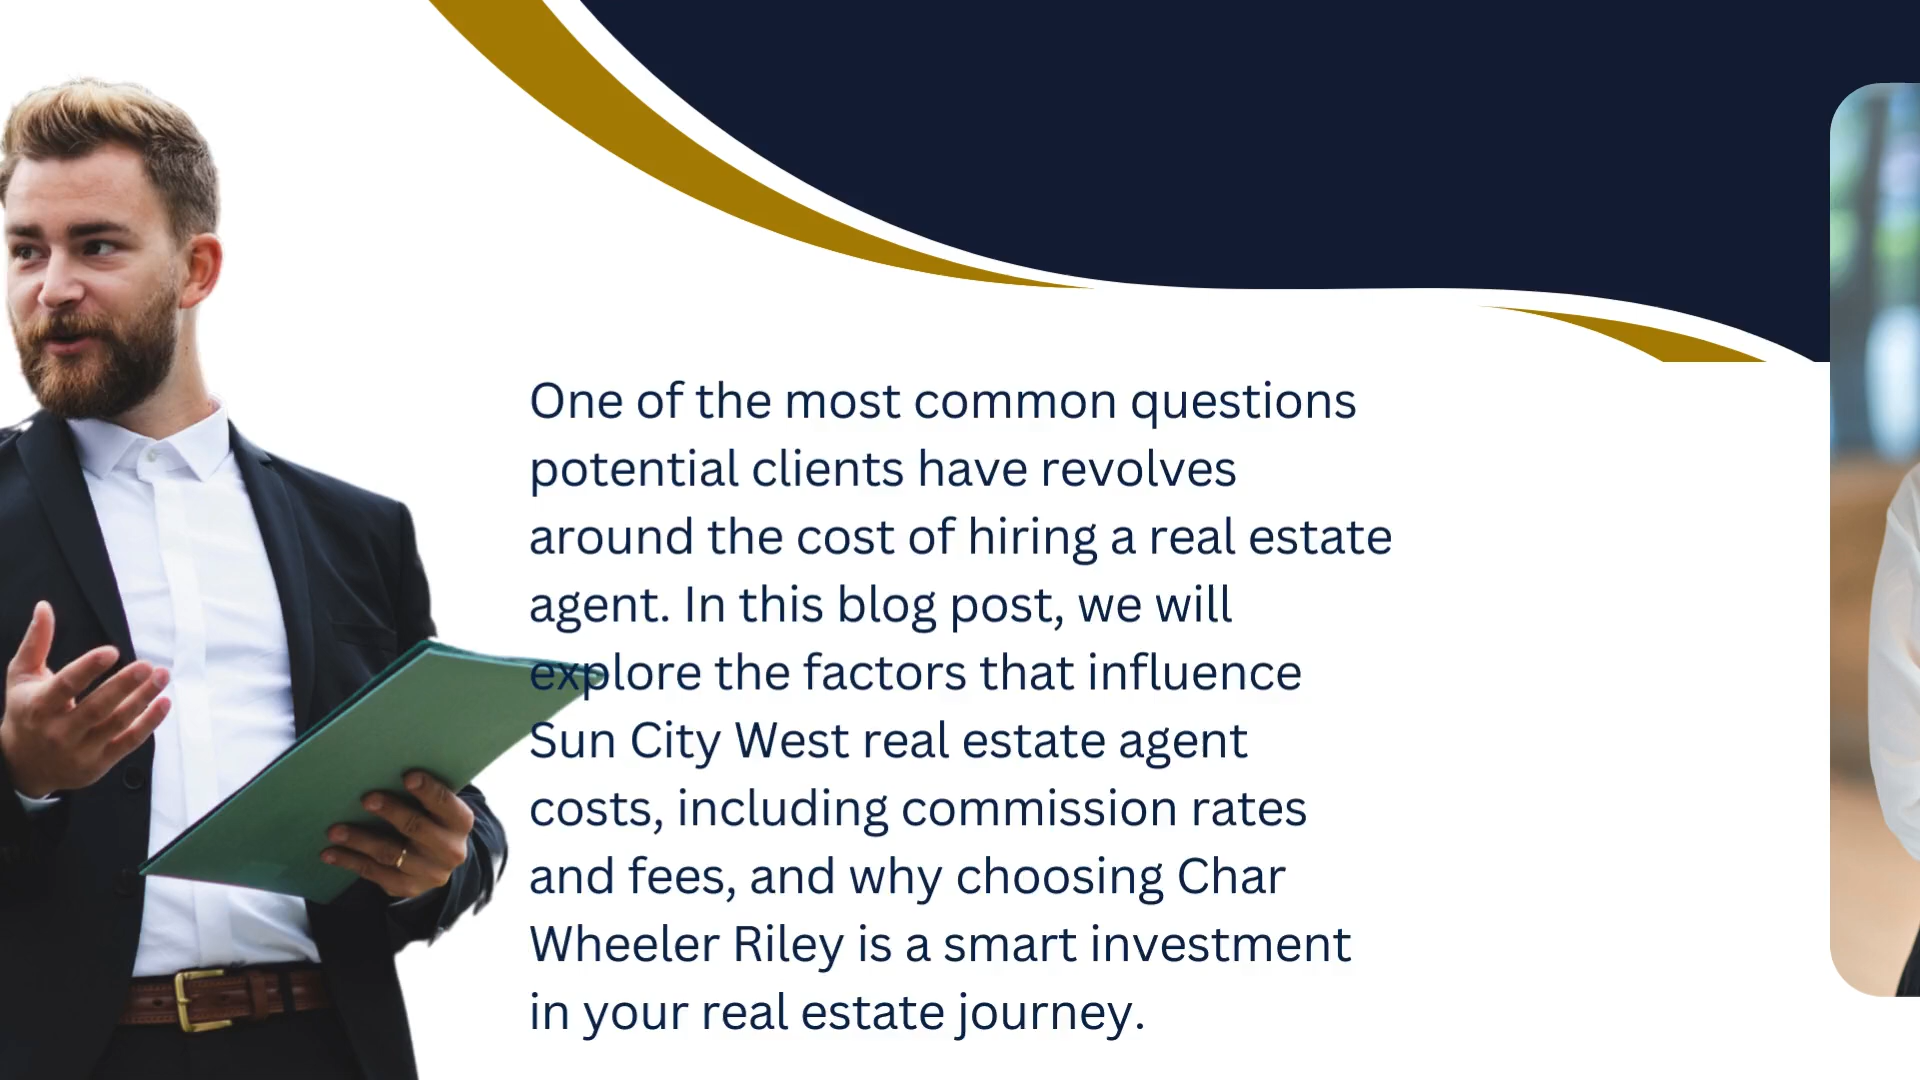 One of the most common questions
potential clients have revolves
around the cost of hiring a real estate
agent. In this blog post, we will
explore the factors that influence
Sun City West real estate agent
costs, including commission rates
and fees, and why choosing Char
Wheeler Riley is a smart investment
in your real estate journey.